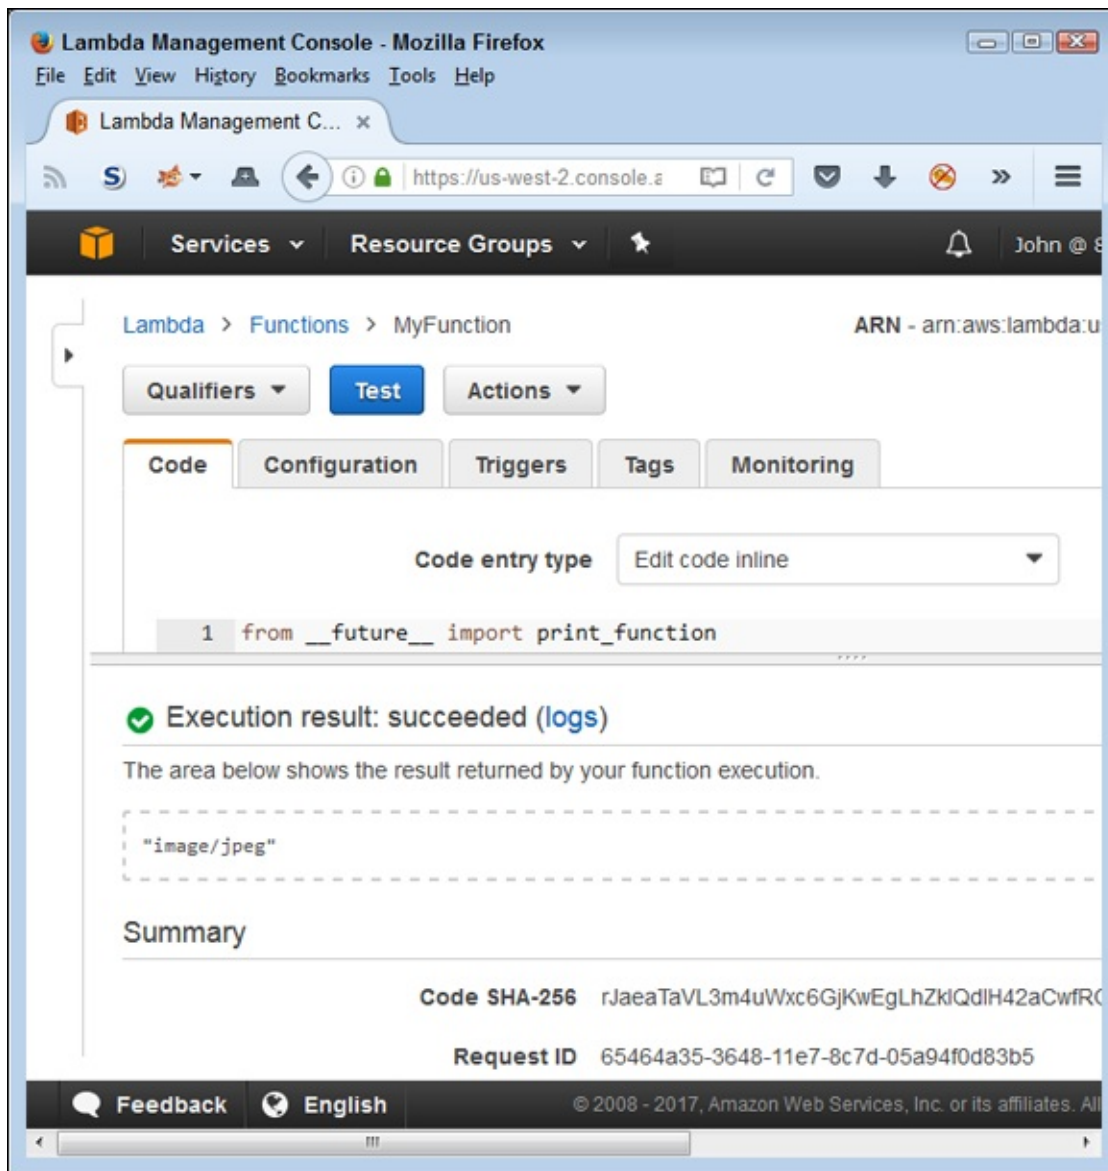 Lambda Management Console - Mozilla Firefox
File Edit View History Bookmarks Tools Help
Lambda Management C... ×
S https://us-west-2.console.a
Services Resource Groups John @ 8
Lambda > Functions > MyFunction ARN - arn:aws:lambda:u
Qualifiers Test Actions
Code Configuration Triggers Tags Monitoring
Code entry type Edit code inline
1 from __future__ import print_function
Execution result: succeeded (logs)
The area below shows the result returned by your function execution.
"image/jpeg"
Summary
Code SHA-256
Request ID 65464a35-3648-11e7-8c7d-05a94f0d83b5
Feedback English © 2008 - 2017, Amazon Web Services, Inc. or its affiliates. All